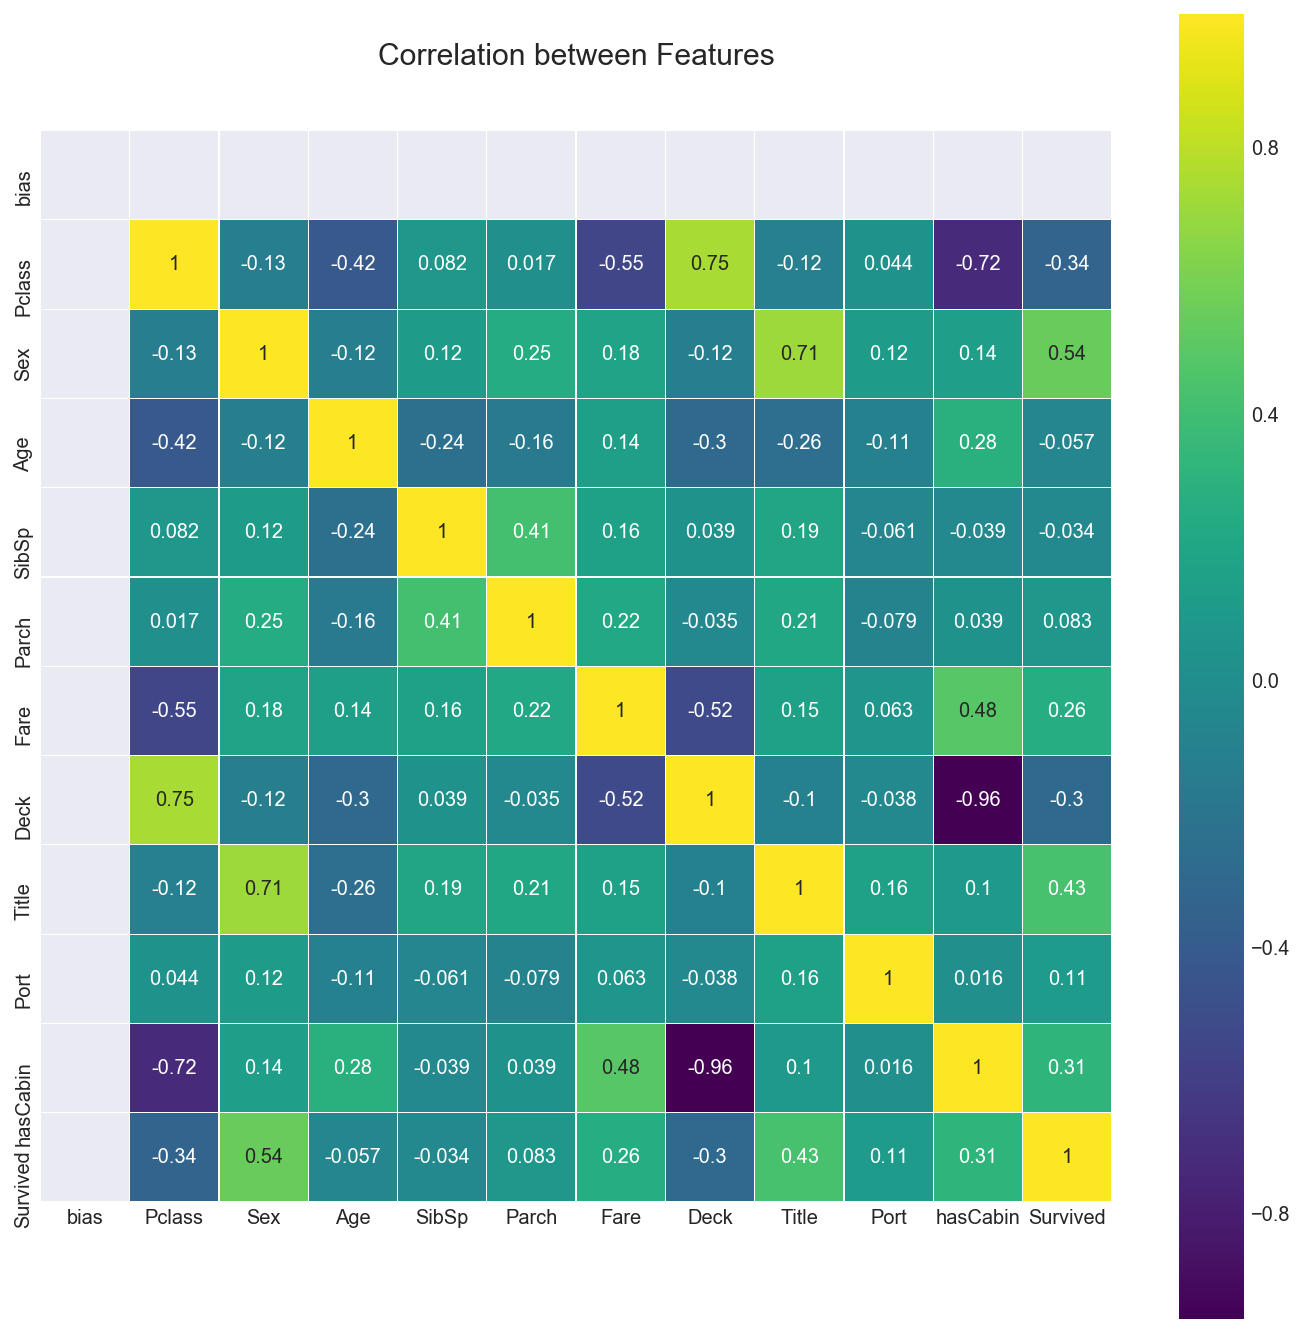 Correlation between Features
0.8
bias
Pclass 1 -0.13 -0.42 0.082 0.017 -0.55 0.75 -0.12 0.044 -0.72 -0.34
Sex -0.13 1 -0.12 0.12 0.25 0.18 -0.12 0.71 0.12 0.14 0.54
0.4
Age -0.42 -0.12 1 -0.24 -0.16 0.14 -0.3 -0.26 -0.11 0.28 -0.057
SibSp 0.082 0.12 -0.24 1 0.41 0.16 0.039 0.19 -0.061 -0.039 -0.034
Parch 0.017 0.25 -0.16 0.41 1 0.22 -0.035 0.21 -0.079 0.039 0.083
0.0
Fare -0.55 0.18 0.14 0.16 0.22 1 -0.52 0.15 0.063 0.48 0.26
Deck 0.75 -0.12 -0.3 0.039 -0.035 -0.52 1 -0.1 -0.038 -0.96 -0.3
Title -0.12 0.71 -0.26 0.19 0.21 0.15 -0.1 1 0.16 0.1 0.43
−0.4
Port 0.044 0.12 -0.11 -0.061 -0.079 0.063 -0.038 0.16 1 0.016 0.11
hasCabin -0.72 0.14 0.28 -0.039 0.039 0.48 -0.96 0.1 0.016 1 0.31
Survived -0.34 0.54 -0.057 -0.034 0.083 0.26 -0.3 0.43 0.11 0.31 1
−0.8
bias Pclass Sex Age SibSp Parch Fare Deck Title Port hasCabin Survived